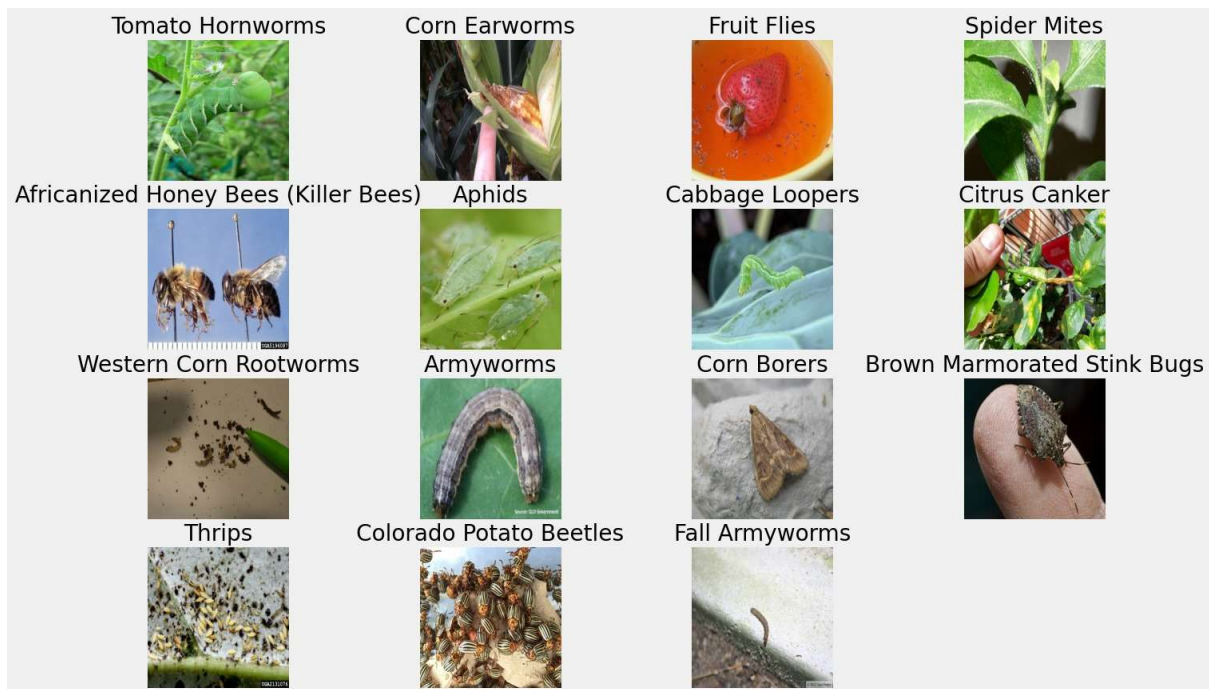 Tomato Hornworms
Corn Earworms
Fruit Flies
Spider Mites
Africanized Honey Bees (Killer Bees)
Aphids
Cabbage Loopers
Citrus Canker
Western Corn Rootworms
Armyworms
Corn Borers
Brown Marmorated Stink Bugs
Thrips
Colorado Potato Beetles
Fall Armyworms